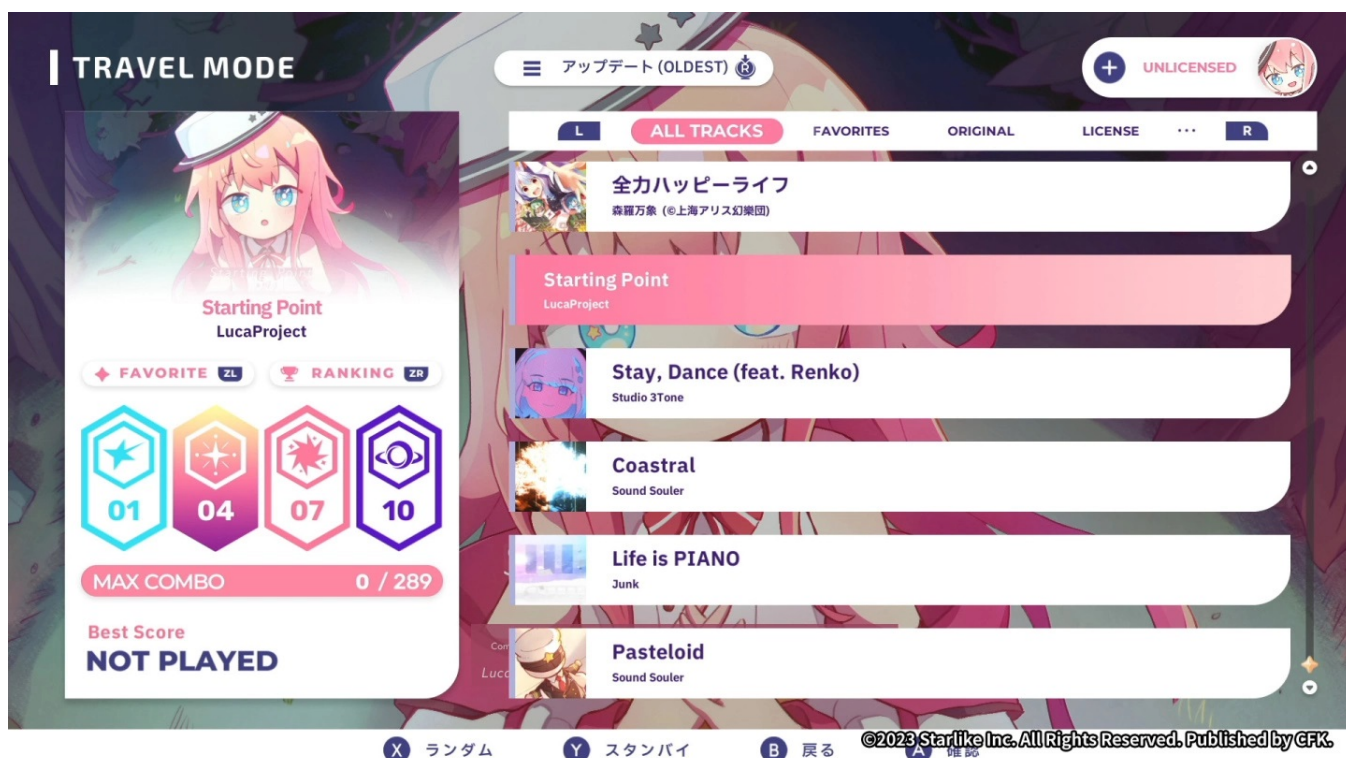 TRAVEL MODE
アップデート (OLDEST) R
UNLICENSED
L ALL TRACKS FAVORITES ORIGINAL LICENSE ... R
全力ハッピーライフ
森羅万象 (©上海アリス幻樂団)
Starting Point
LucaProject
Stay, Dance (feat. Renko)
Studio 3Tone
Coastral
Sound Souler
Life is PIANO
Junk
Pasteloid
Sound Souler
Starting Point
Starting Point
LucaProject
FAVORITE ZL RANKING ZR
01 04 07 10
MAX COMBO 0 / 289
Best Score
NOT PLAYED
X ランダム Y スタンバイ B 戻る A 確認
©2023 Starlike Inc. All Rights Reserved. Published by CFK.